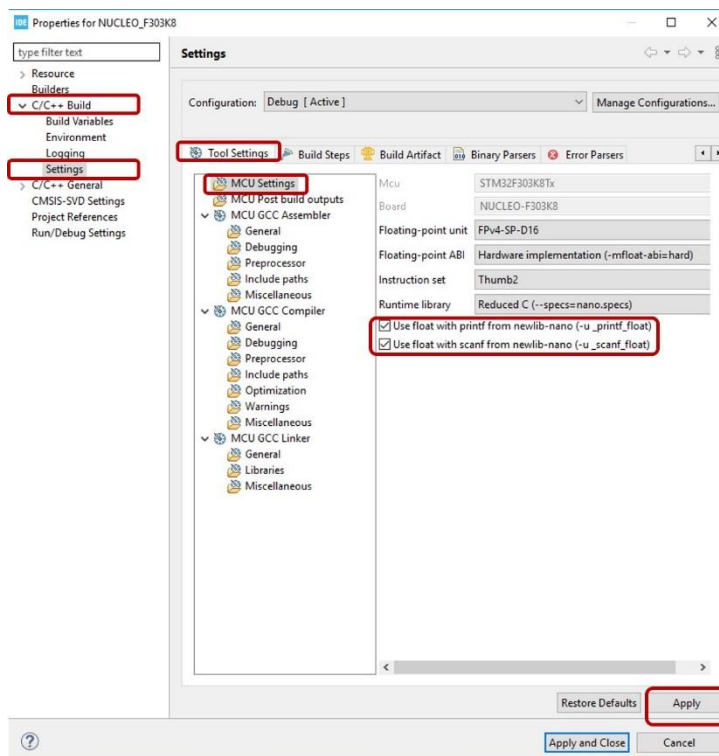 IDE Properties for NUCLEO_F303K8
type filter text
Resource
Builders
C/C++ Build
Build Variables
Environment
Logging
Settings
C/C++ General
CMSIS-SVD Settings
Project References
Run/Debug Settings
Settings
Configuration: Debug [ Active ]
Manage Configurations...
Tool Settings Build Steps Build Artifact Binary Parsers Error Parsers
MCU Settings
MCU Post build outputs
MCU GCC Assembler
General
Debugging
Preprocessor
Include paths
Miscellaneous
MCU GCC Compiler
General
Debugging
Preprocessor
Include paths
Optimization
Warnings
Miscellaneous
MCU GCC Linker
General
Libraries
Miscellaneous
Mcu STM32F303K8Tx
Board NUCLEO-F303K8
Floating-point unit FPv4-SP-D16
Floating-point ABI Hardware implementation (-mfloat-abi=hard)
Instruction set Thumb2
Runtime library Reduced C (--specs=nano.specs)
Use float with printf from newlib-nano (-u _printf_float)
Use float with scanf from newlib-nano (-u _scanf_float)
Restore Defaults Apply
Apply and Close Cancel